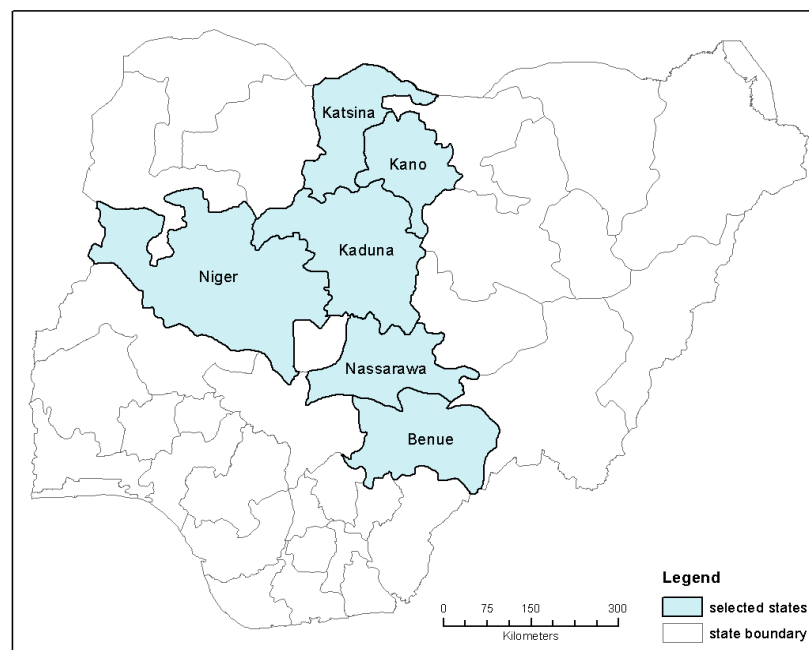 Katsina
Kano
Kaduna
Niger
Nassarawa
Benue
Legend
selected states
state boundary
0 75 150 300
Kilometers